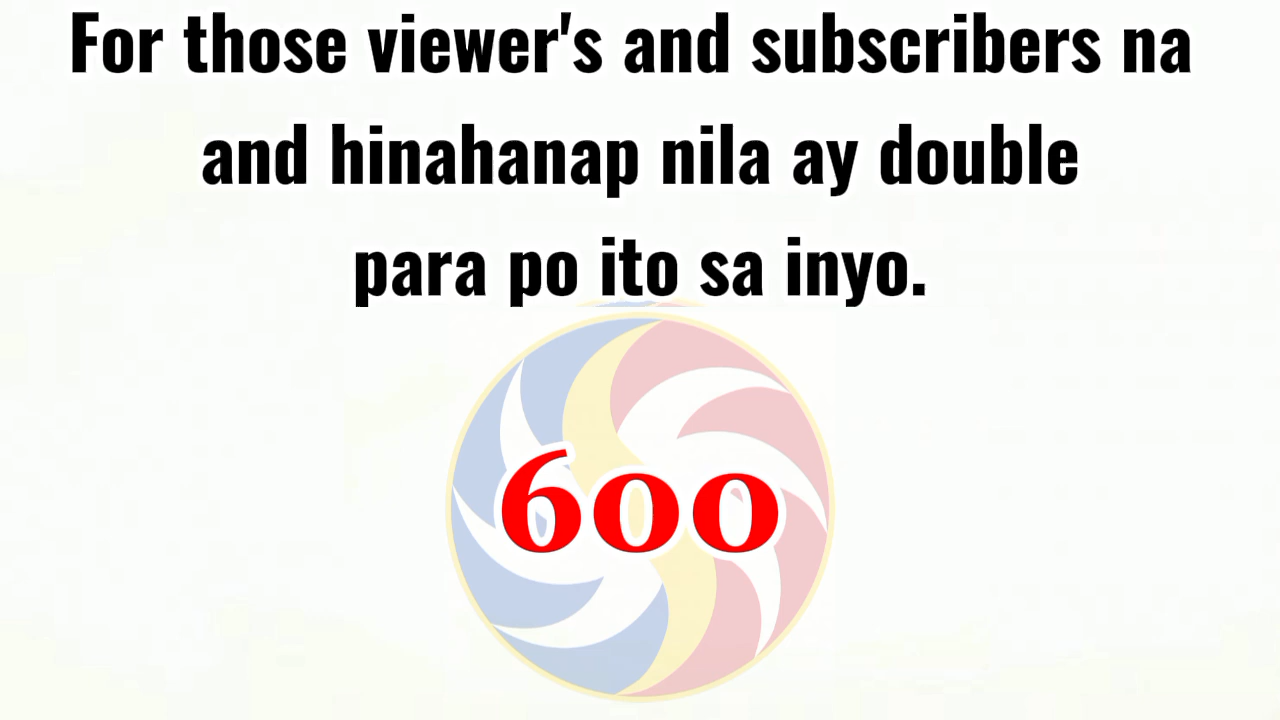 For those viewer's and subscribers na
and hinahanap nila ay double
para po ito sa inyo.
600